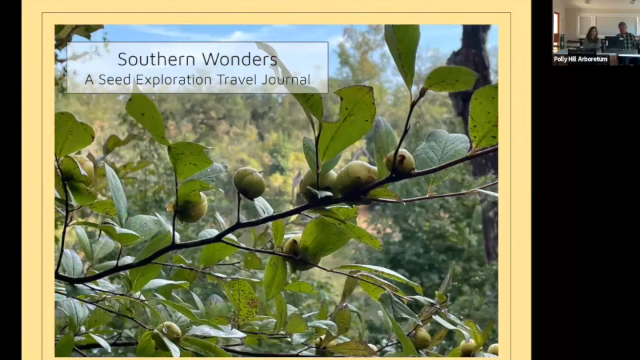 Southern Wonders
A Seed Exploration Travel Journal
Polly Hill Arboretum